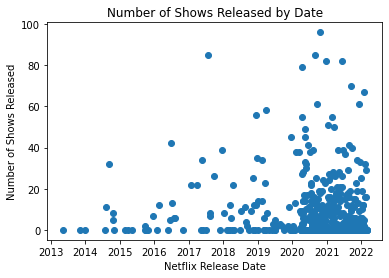 Number of Shows Released by Date
Number of Shows Released
100
80
60
40
20
0
2013 2014 2015 2016 2017 2018 2019 2020 2021 2022
Netflix Release Date